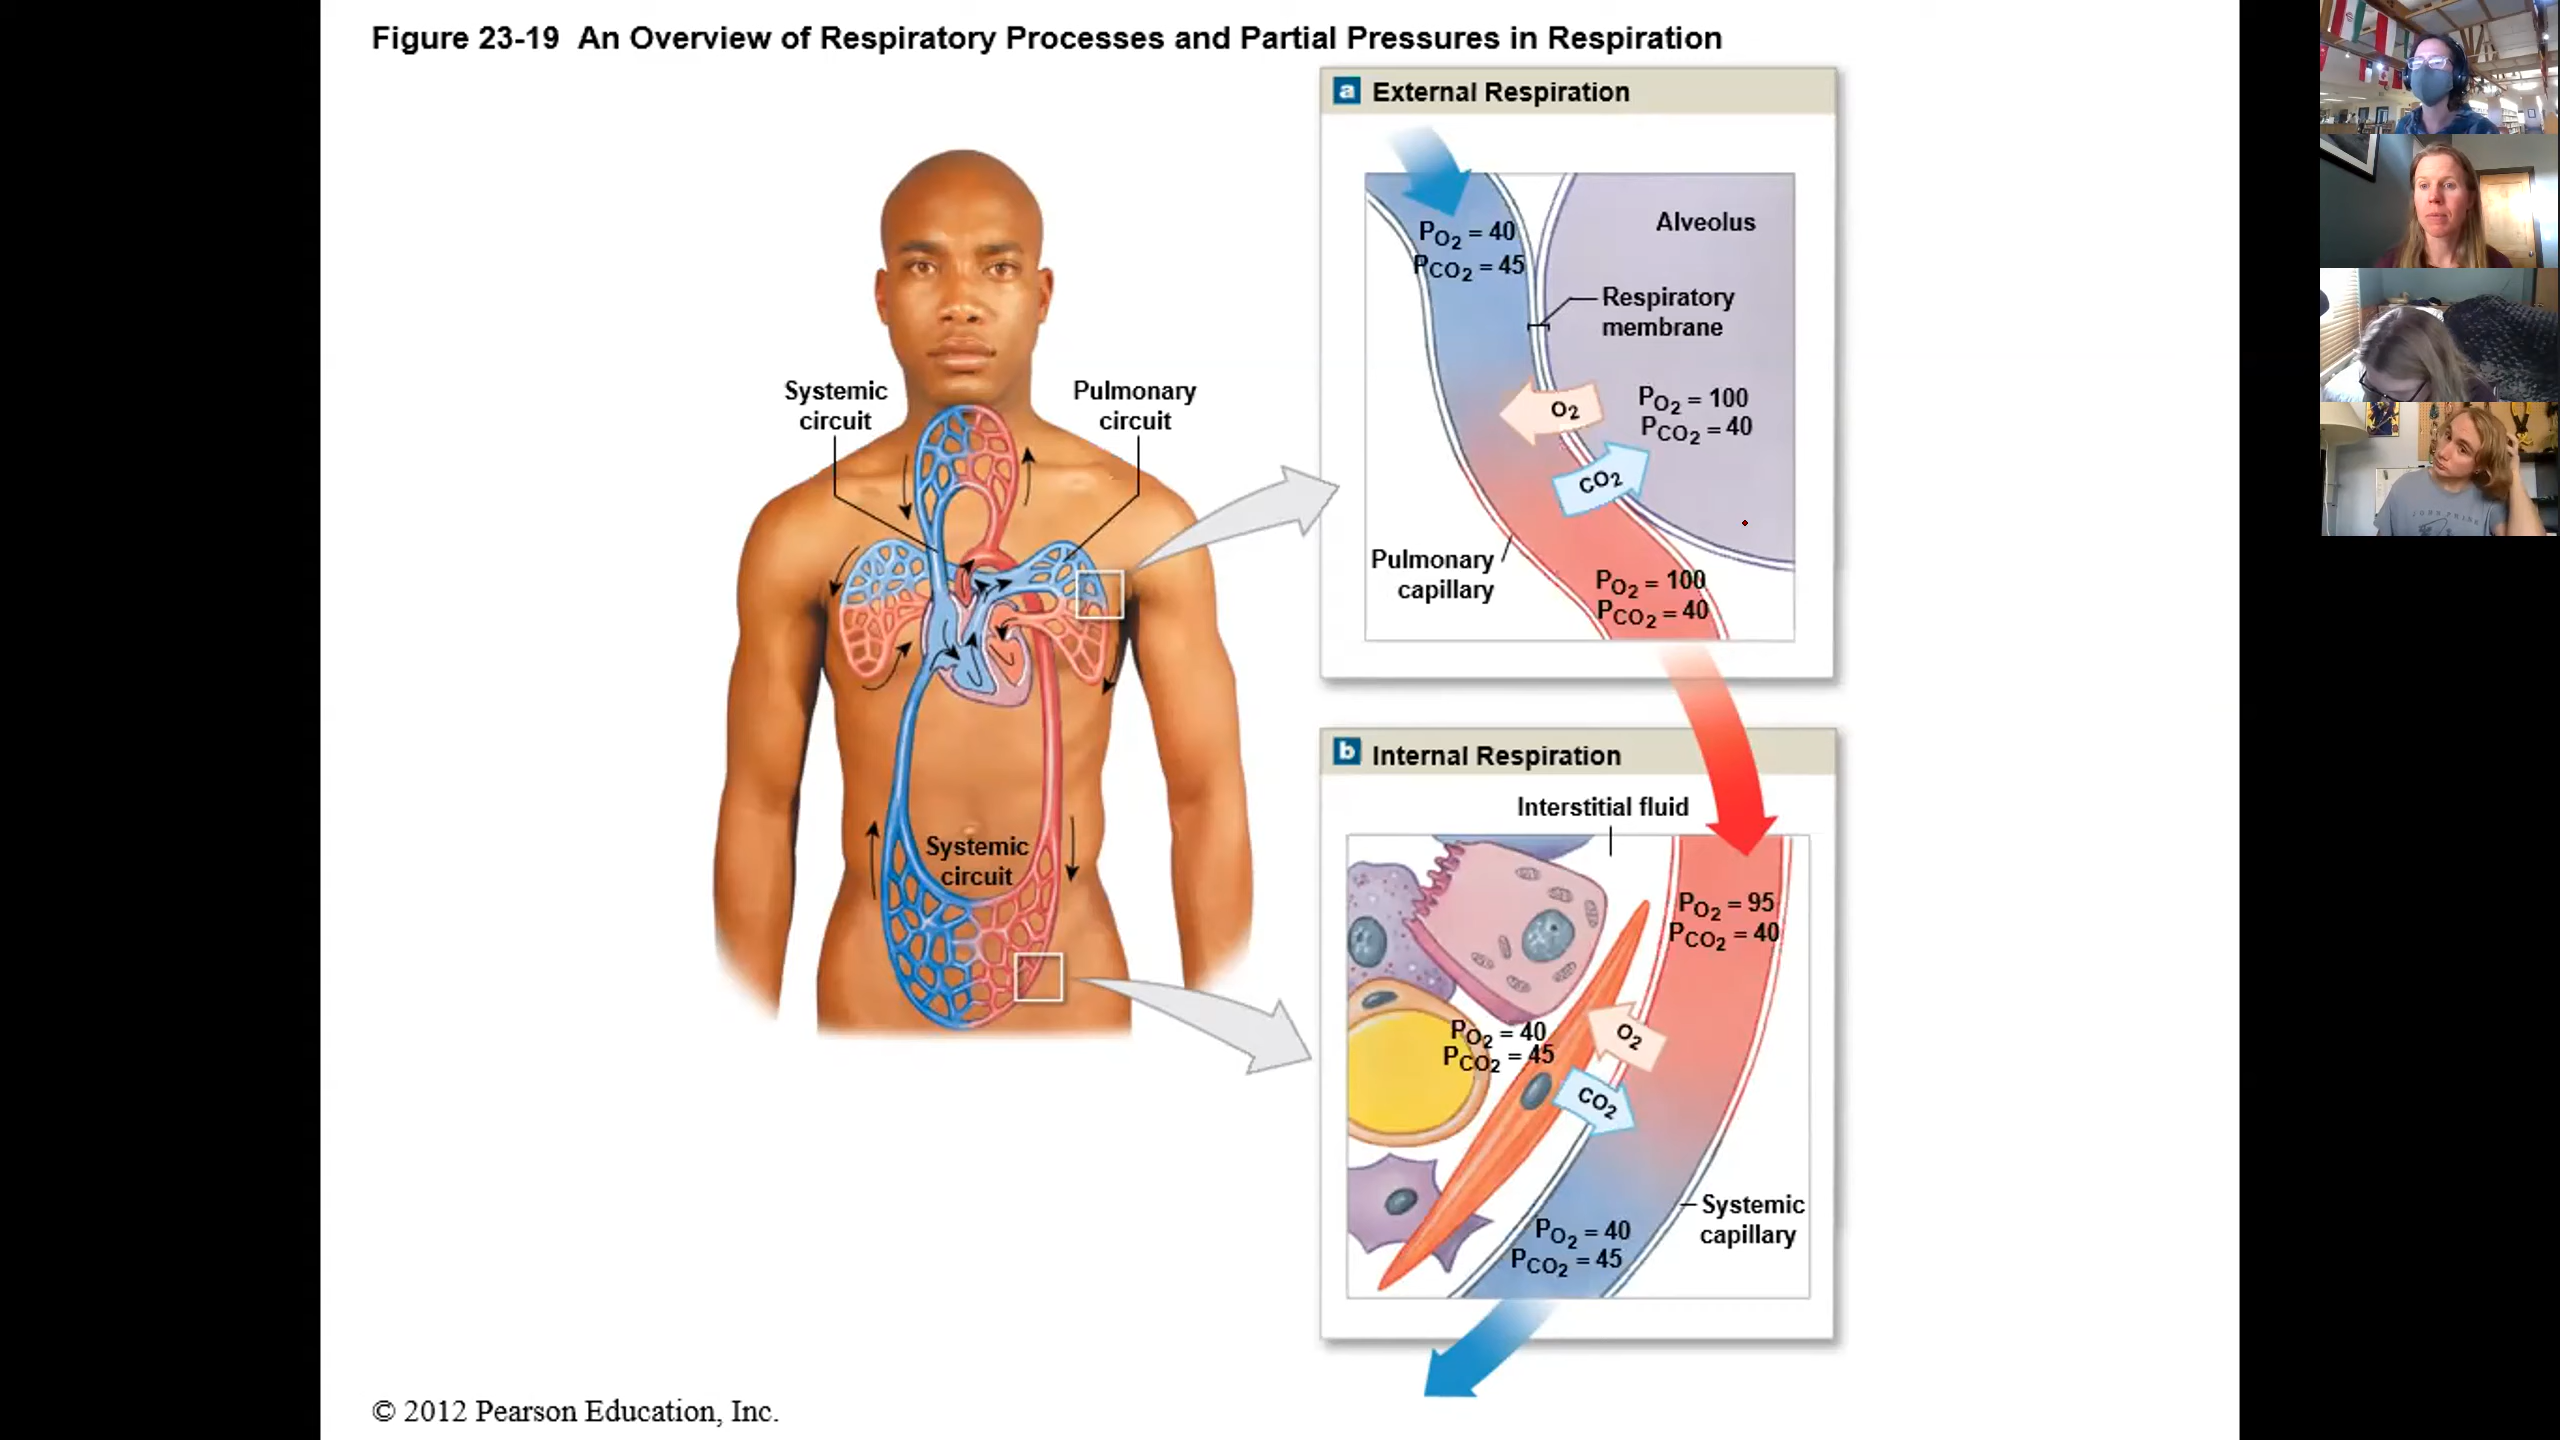 Figure 23-19 An Overview of Respiratory Processes and Partial Pressures in Respiration
Systemic
circuit
Pulmonary
circuit
Systemic
circuit
a External Respiration
PO2 = 40
PCO2 = 45
Alveolus
Respiratory
membrane
O2
PO2 = 100
PCO2 = 40
CO2
Pulmonary
capillary
PO2 = 100
PCO2 = 40
b Internal Respiration
Interstitial fluid
PO2 = 95
PCO2 = 40
PO2 = 40
PCO2 = 45
O2
CO2
Systemic
capillary
PO2 = 40
PCO2 = 45
© 2012 Pearson Education, Inc.